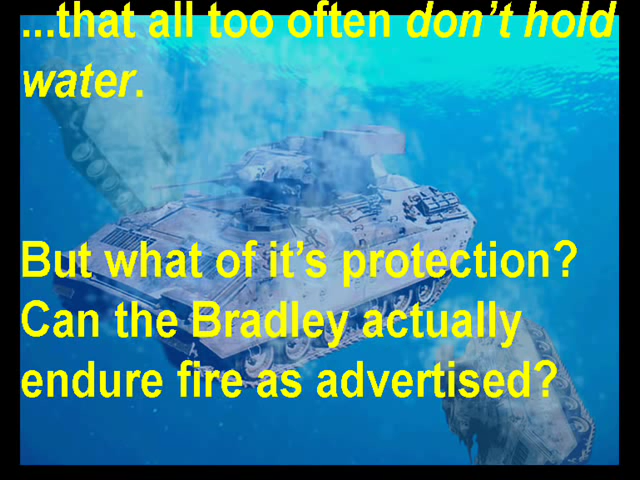 ...that all too often don't hold
water.
But what of it's protection?
Can the Bradley actually
endure fire as advertised?